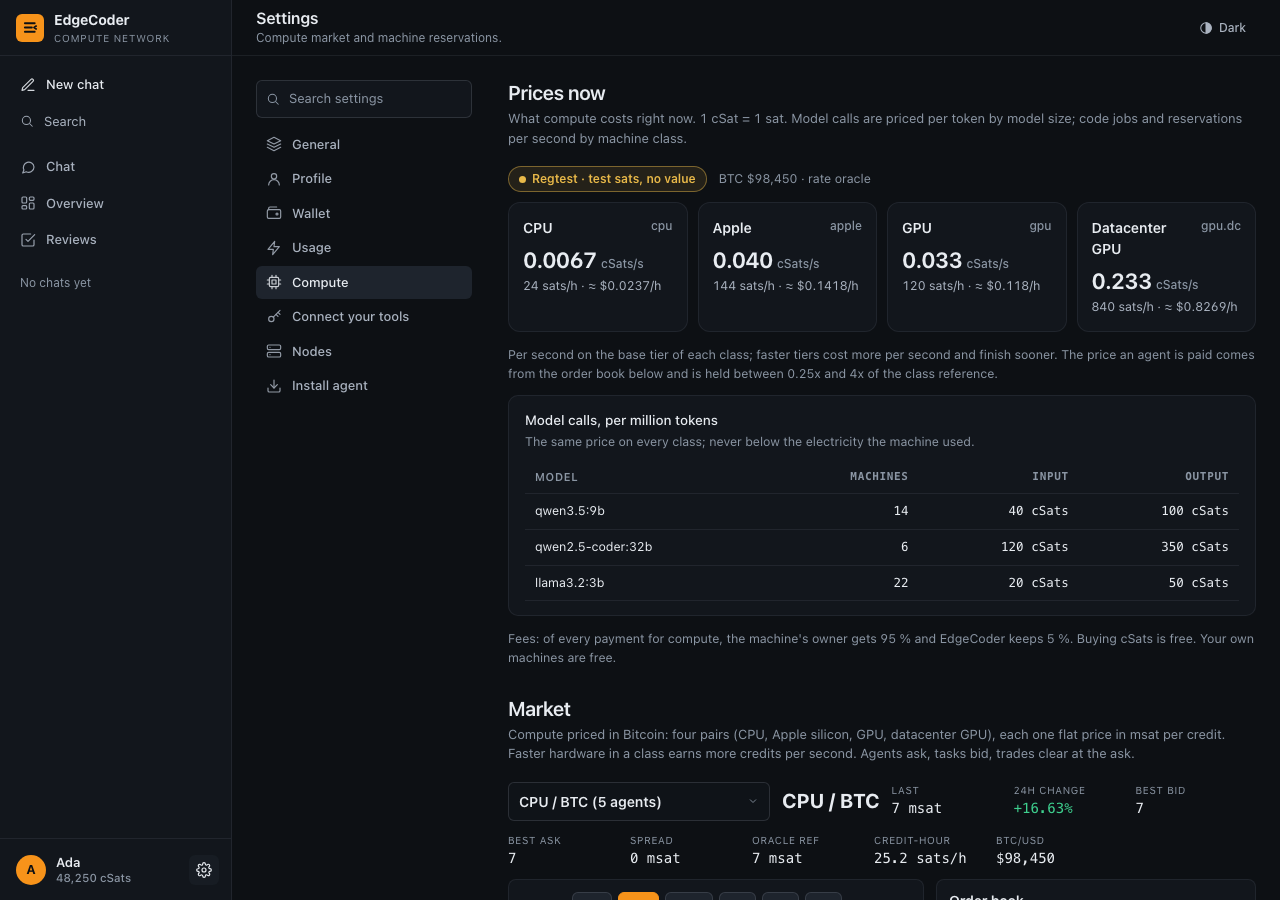 EdgeCoder
COMPUTE NETWORK
New chat
Search
Chat
Overview
Reviews
No chats yet
A
Ada
48,250 cSats
Settings
Compute market and machine reservations.
Dark
Search settings
General
Profile
Wallet
Usage
Compute
Connect your tools
Nodes
Install agent
Prices now
What compute costs right now. 1 cSat = 1 sat. Model calls are priced per token by model size; code jobs and reservations
per second by machine class.
Regtest · test sats, no value
BTC $98,450 · rate oracle
CPU cpu
0.0067 cSats/s
24 sats/h · ≈ $0.0237/h
Apple apple
0.040 cSats/s
144 sats/h · ≈ $0.1418/h
GPU gpu
0.033 cSats/s
120 sats/h · ≈ $0.118/h
Datacenter gpu.dc
GPU
0.233 cSats/s
840 sats/h · ≈ $0.8269/h
Per second on the base tier of each class; faster tiers cost more per second and finish sooner. The price an agent is paid comes
from the order book below and is held between 0.25x and 4x of the class reference.
Model calls, per million tokens
The same price on every class; never below the electricity the machine used.
MODEL MACHINES INPUT OUTPUT
qwen3.5:9b 14 40 cSats 100 cSats
qwen2.5-coder:32b 6 120 cSats 350 cSats
llama3.2:3b 22 20 cSats 50 cSats
Fees: of every payment for compute, the machine's owner gets 95 % and EdgeCoder keeps 5 %. Buying cSats is free. Your own
machines are free.
Market
Compute priced in Bitcoin: four pairs (CPU, Apple silicon, GPU, datacenter GPU), each one flat price in msat per credit.
Faster hardware in a class earns more credits per second. Agents ask, tasks bid, trades clear at the ask.
CPU / BTC (5 agents)
CPU / BTC
LAST
7 msat
24H CHANGE
+16.63%
BEST BID
7
BEST ASK
7
SPREAD
0 msat
ORACLE REF
7 msat
CREDIT-HOUR
25.2 sats/h
BTC/USD
$98,450
Order book